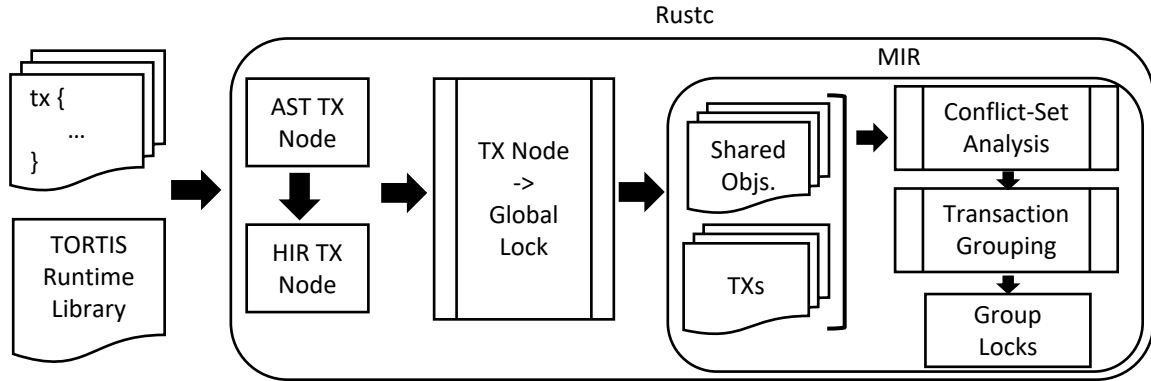 Rustc
MIR
tx {
...
}
TORTIS
Runtime
Library
AST TX
Node
HIR TX
Node
TX Node
->
Global
Lock
Shared
Objs.
TXs
Conflict-Set
Analysis
Transaction
Grouping
Group
Locks